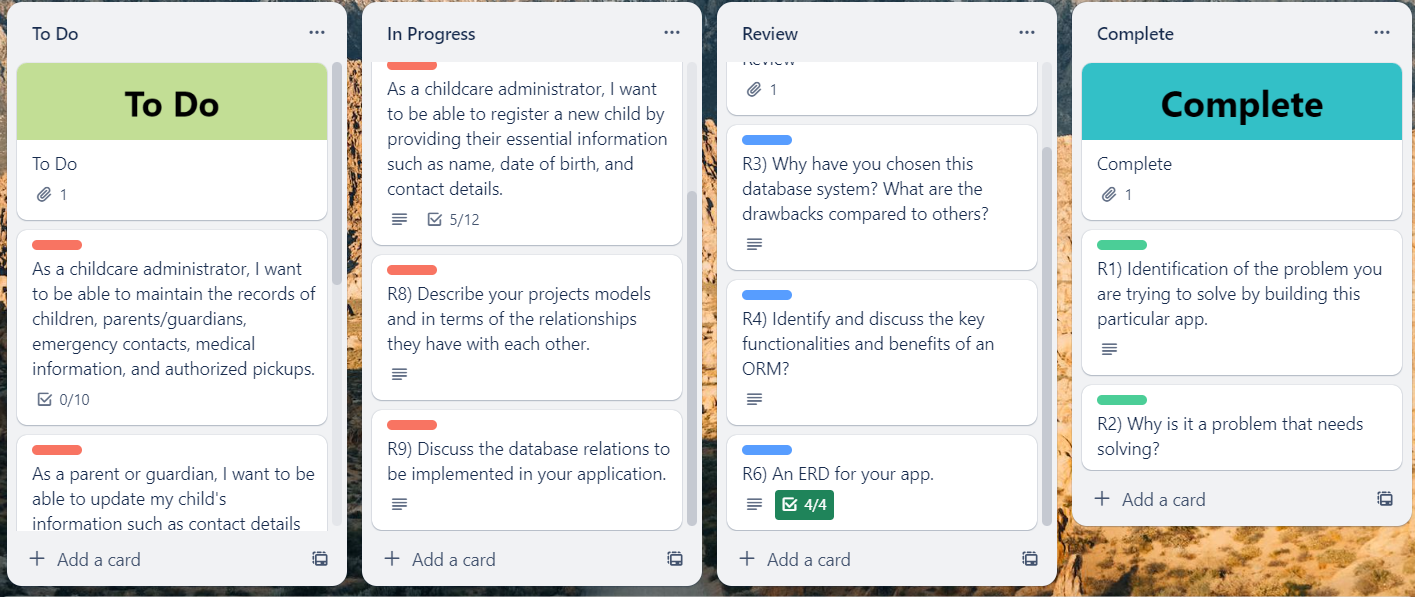 To Do
To Do
To Do
1
As a childcare administrator, I want
to be able to maintain the records of
children, parents/guardians,
emergency contacts, medical
information, and authorized pickups.
0/10
As a parent or guardian, I want to be
able to update my child's
information such as contact details
+ Add a card
In Progress
As a childcare administrator, I want
to be able to register a new child by
providing their essential information
such as name, date of birth, and
contact details.
5/12
R8) Describe your projects models
and in terms of the relationships
they have with each other.
R9) Discuss the database relations to
be implemented in your application.
+ Add a card
Review
Review
1
R3) Why have you chosen this
database system? What are the
drawbacks compared to others?
R4) Identify and discuss the key
functionalities and benefits of an
ORM?
R6) An ERD for your app.
4/4
+ Add a card
Complete
Complete
Complete
1
R1) Identification of the problem you
are trying to solve by building this
particular app.
R2) Why is it a problem that needs
solving?
+ Add a card